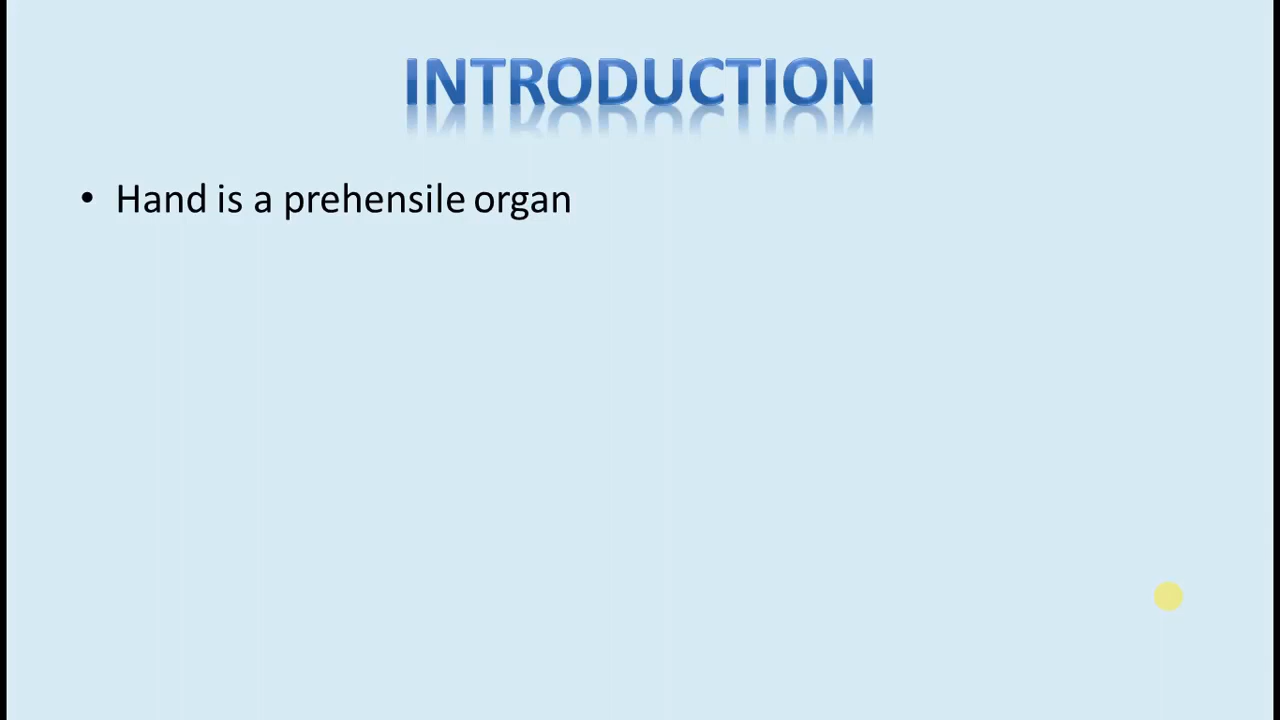 INTRODUCTION
• Hand is a prehensile organ